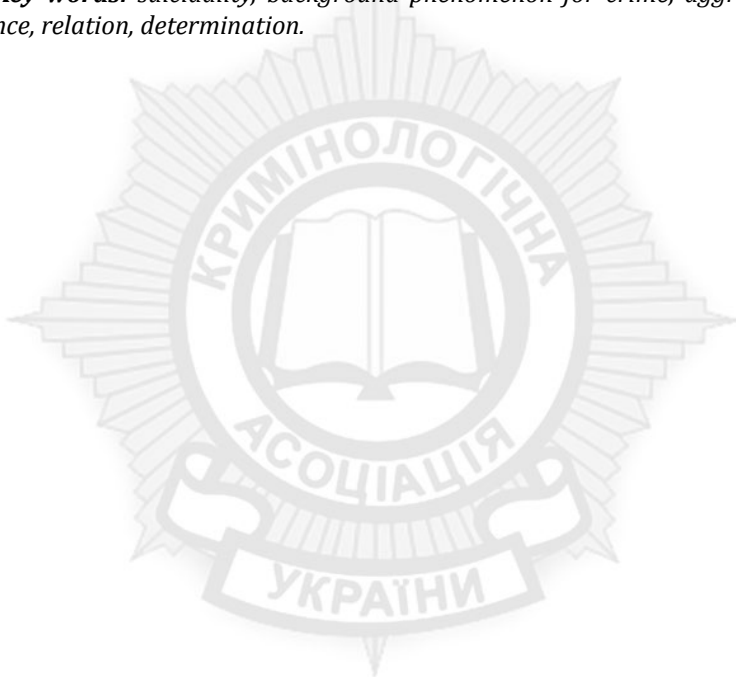 Key words: suicidality, background phenomenon for crime, aggr
nce, relation, determination.
КРИМІНОЛОГІЧНА
АСОЦІАЦІЯ
УКРАЇНИ